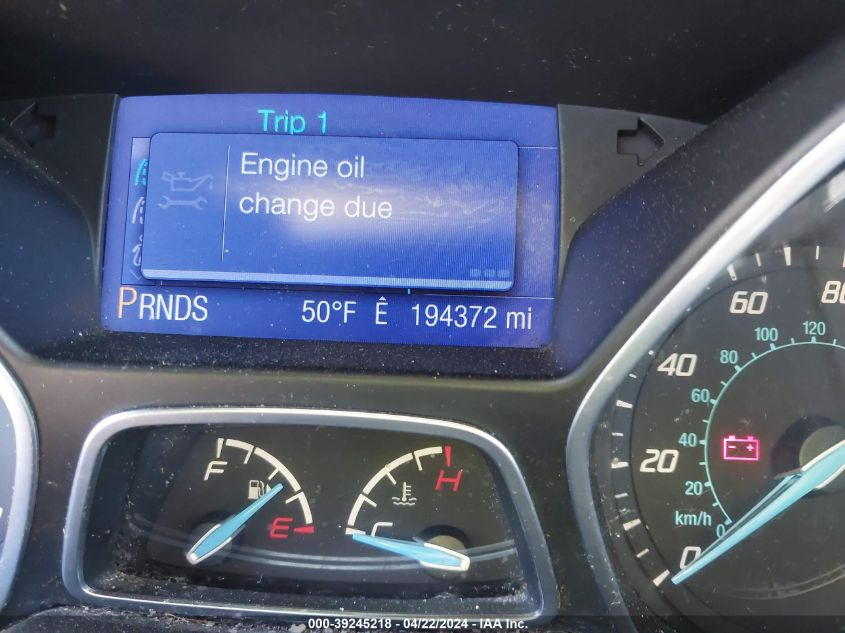 Trip 1
Engine oil
change due
PRNDS 50°F Ê 194372 mi
F
E
C
H
0
20
40
60
80
0
20
40
60
80
100
120
km/h
000-39245218 - 04/22/2024 - IAA Inc.